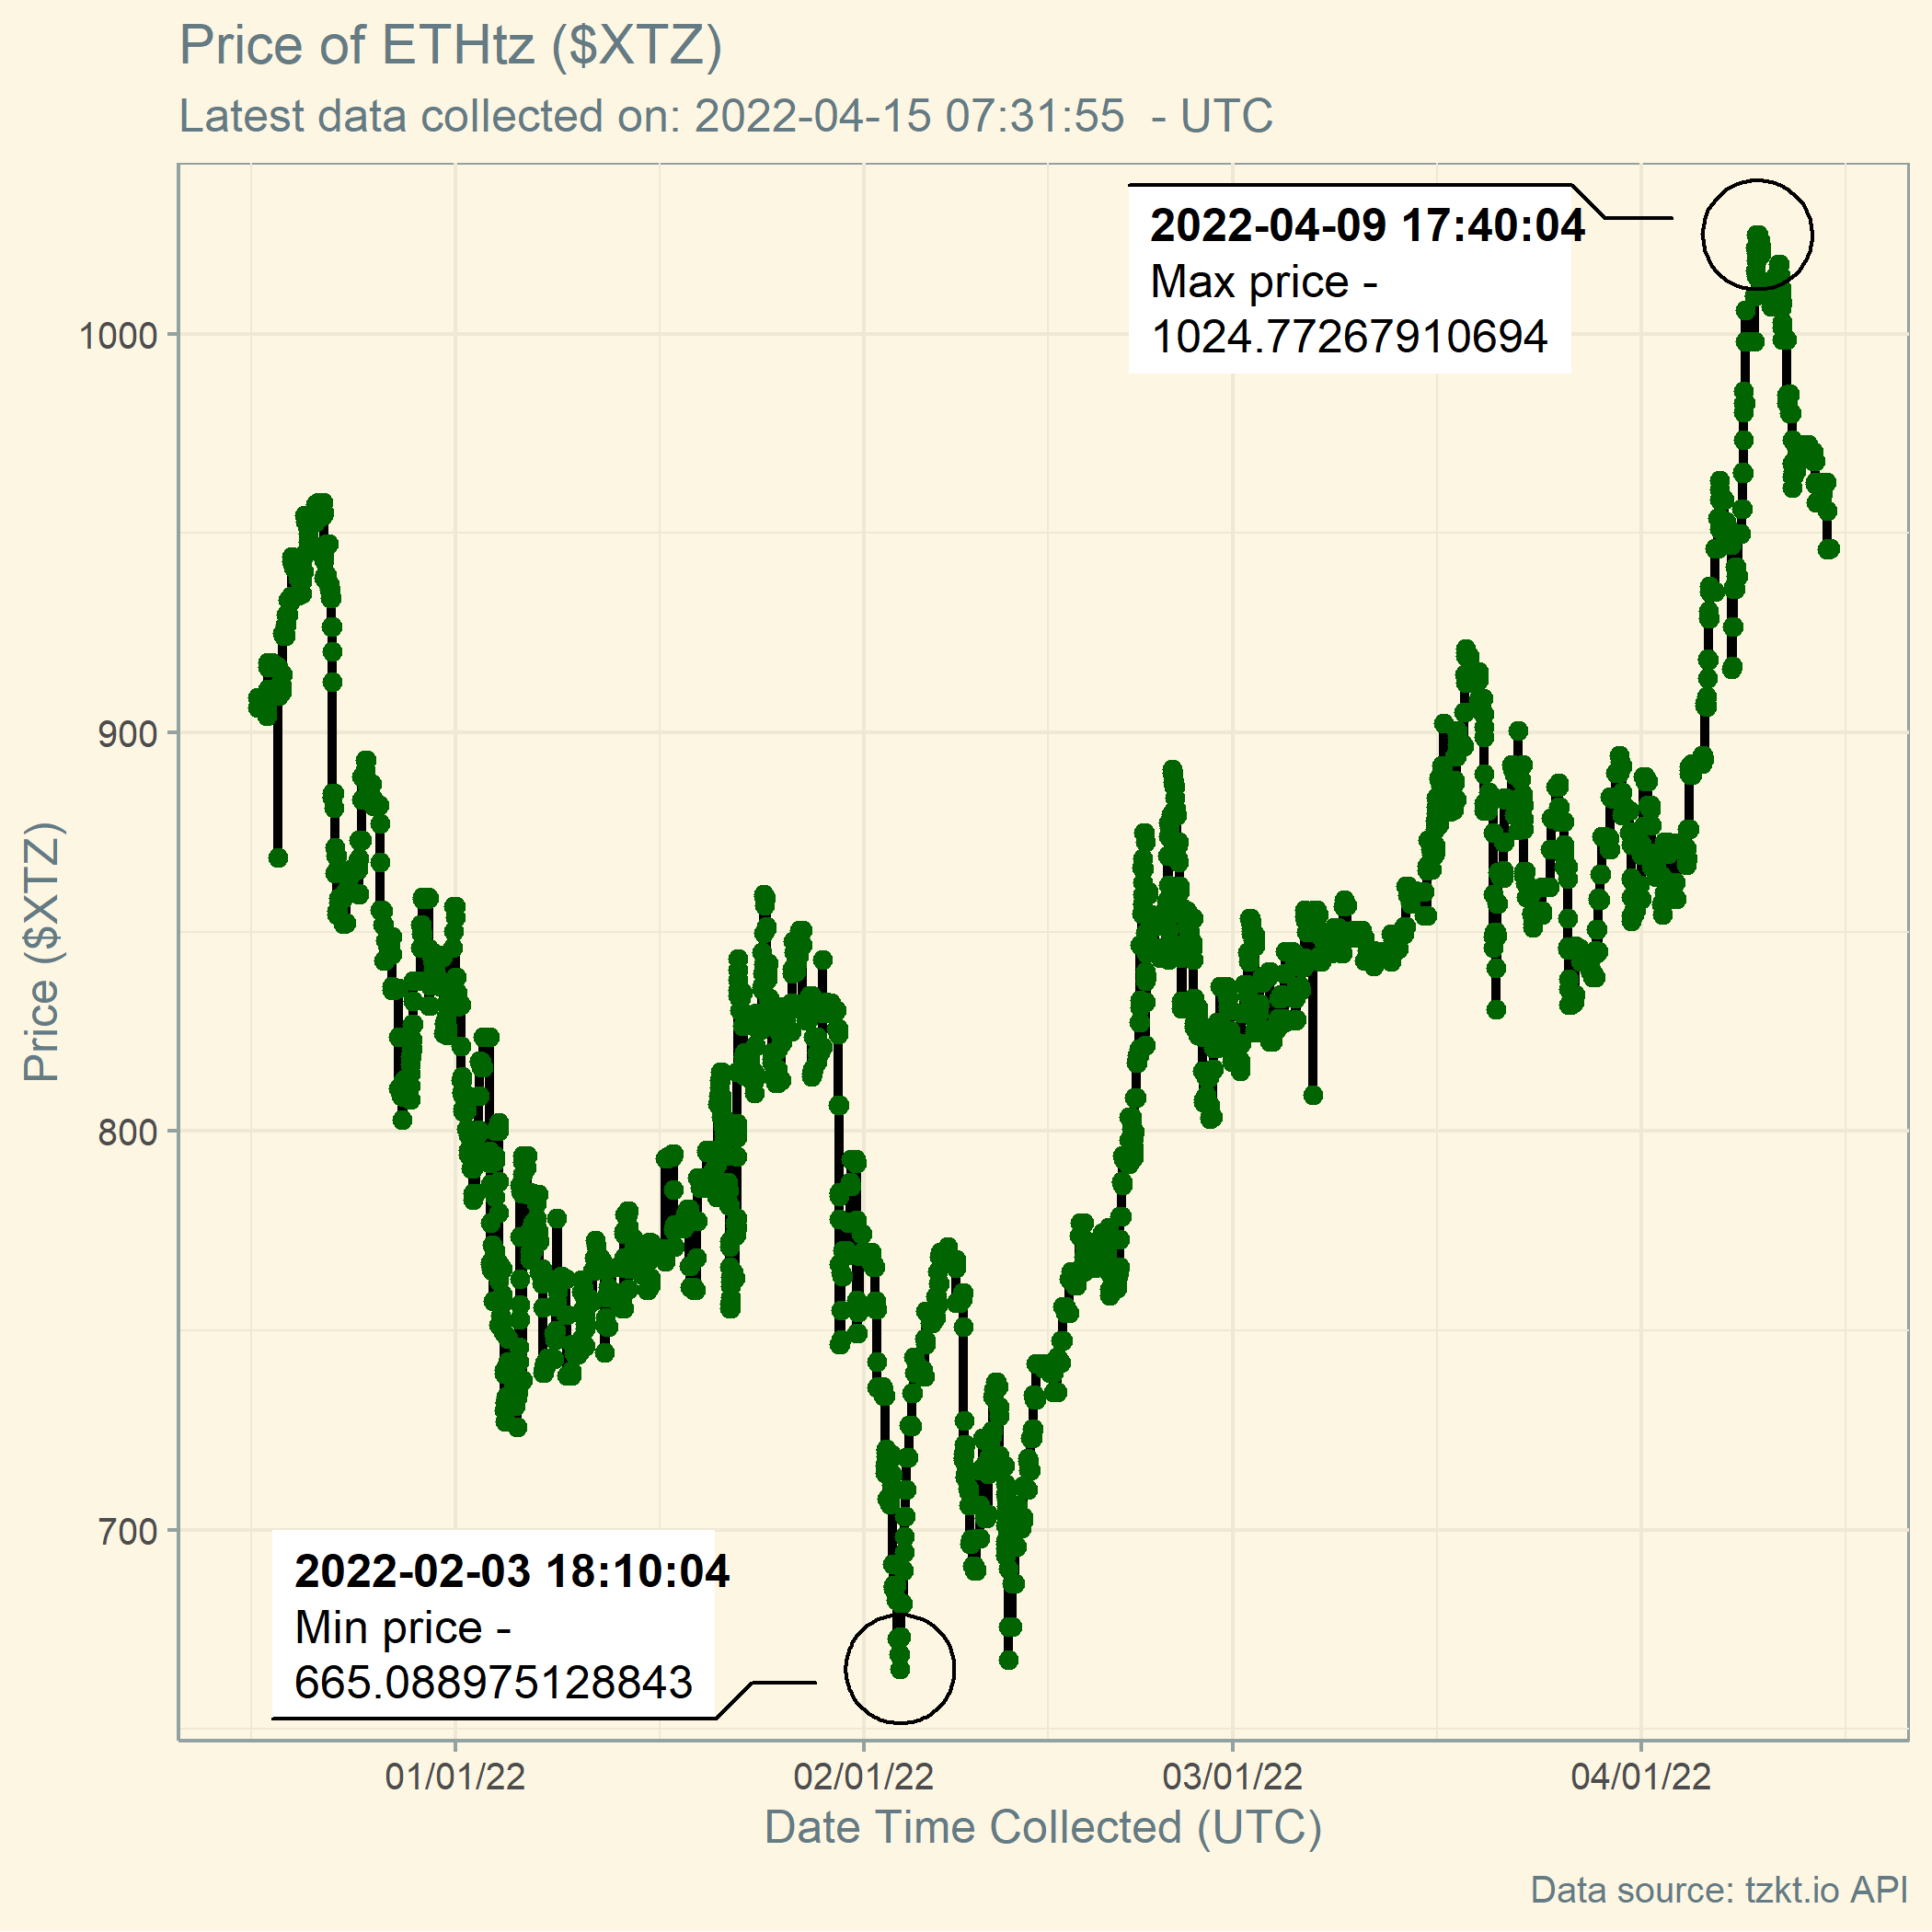 Price of ETHtz ($XTZ)
Latest data collected on: 2022-04-15 07:31:55  - UTC
2022-04-09 17:40:04
Max price -
1024.77267910694
1000
900
800
700
Price ($XTZ)
2022-02-03 18:10:04
Min price -
665.088975128843
01/01/22
02/01/22
03/01/22
04/01/22
Date Time Collected (UTC)
Data source: tzkt.io API